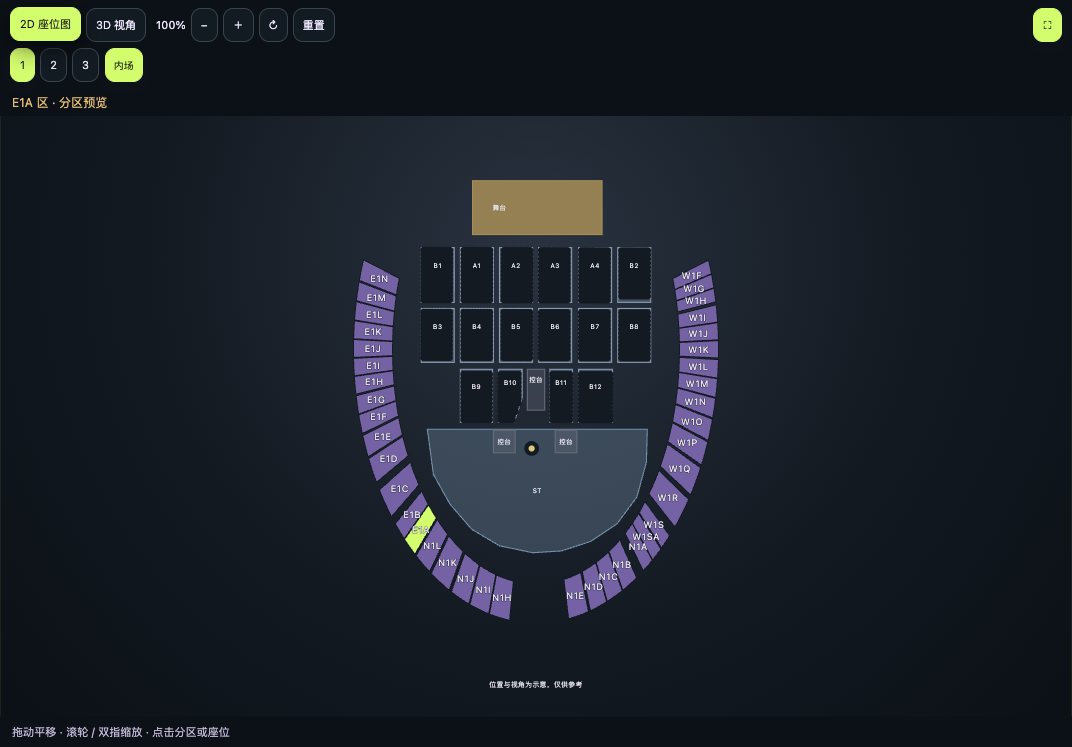 2D 座位图 3D 视角 100% − + ↻ 重置
1 2 3 内场
E1A 区 · 分区预览
舞台
B1 A1 A2 A3 A4 B2
B3 B4 B5 B6 B7 B8
B9 B10 控台 B11 B12
控台 控台
ST
E1N
E1M
E1L
E1K
E1J
E1I
E1H
E1G
E1F
E1E
E1D
E1C
E1B
E1A
N1L
N1K
N1J
N1I
N1H
W1F
W1G
W1H
W1I
W1J
W1K
W1L
W1M
W1N
W1O
W1P
W1Q
W1R
W1S
W1SA
N1A
N1B
N1C
N1D
N1E
位置与视角为示意，仅供参考
拖动平移 · 滚轮 / 双指缩放 · 点击分区或座位